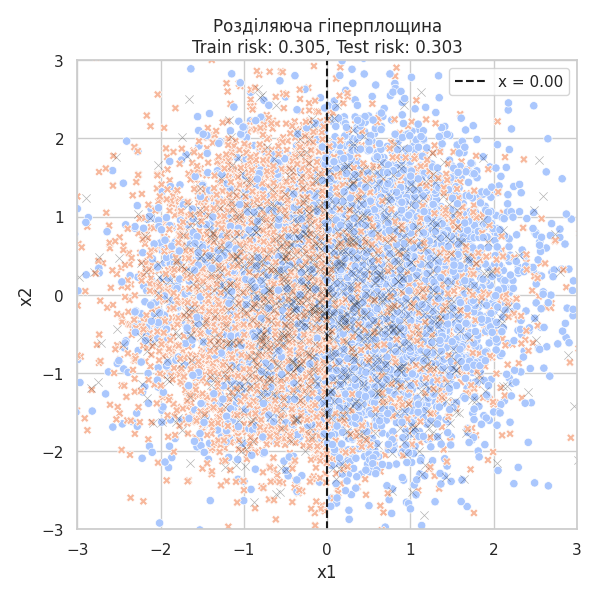 Розділяюча гіперплощина
Train risk: 0.305, Test risk: 0.303
x = 0.00
3
2
1
0
−1
−2
−3
x2
−3 −2 −1 0 1 2 3
x1